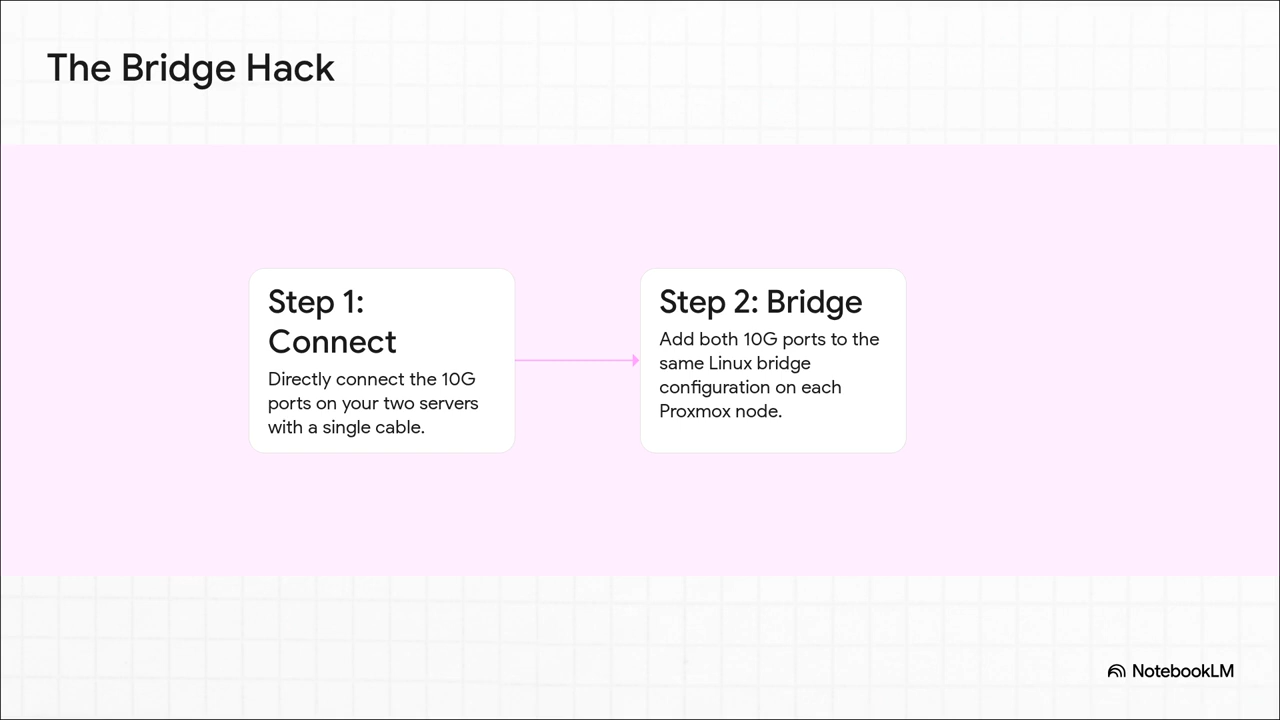 The Bridge Hack
Step 1:
Connect
Directly connect the 10G
ports on your two servers
with a single cable.
Step 2: Bridge
Add both 10G ports to the
same Linux bridge
configuration on each
Proxmox node.
NotebookLM